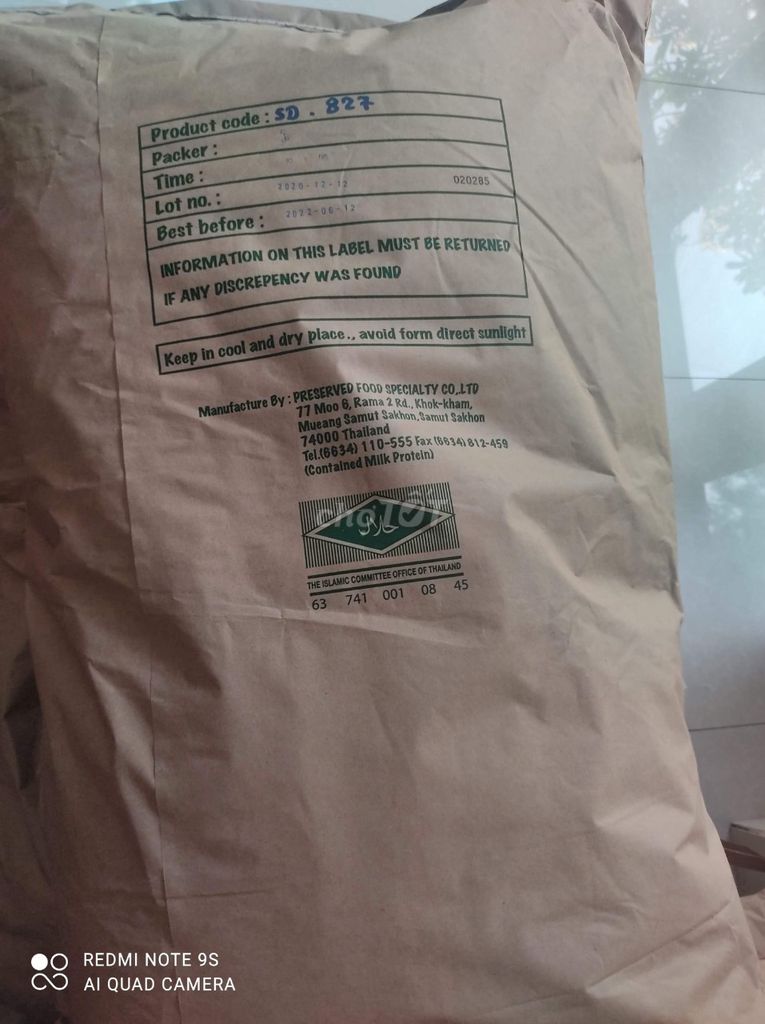 Product code : SD . 827
Packer :
Time :
Lot no. : 2020-12-12 020285
Best before : 2022-06-12
INFORMATION ON THIS LABEL MUST BE RETURNED
IF ANY DISCREPENCY WAS FOUND
Keep in cool and dry place., avoid form direct sunlight
Manufacture By : PRESERVED FOOD SPECIALTY CO.,LTD
77 Moo 6, Rama 2 Rd., Khok-kham,
Mueang Samut Sakhon,Samut Sakhon
74000 Thailand
Tel.(6634) 110-555 Fax (6634) 812-459
(Contained Milk Protein)
chợTỐT
حلال
THE ISLAMIC COMMITTEE OFFICE OF THAILAND
63 741 001 08 45
REDMI NOTE 9S
AI QUAD CAMERA